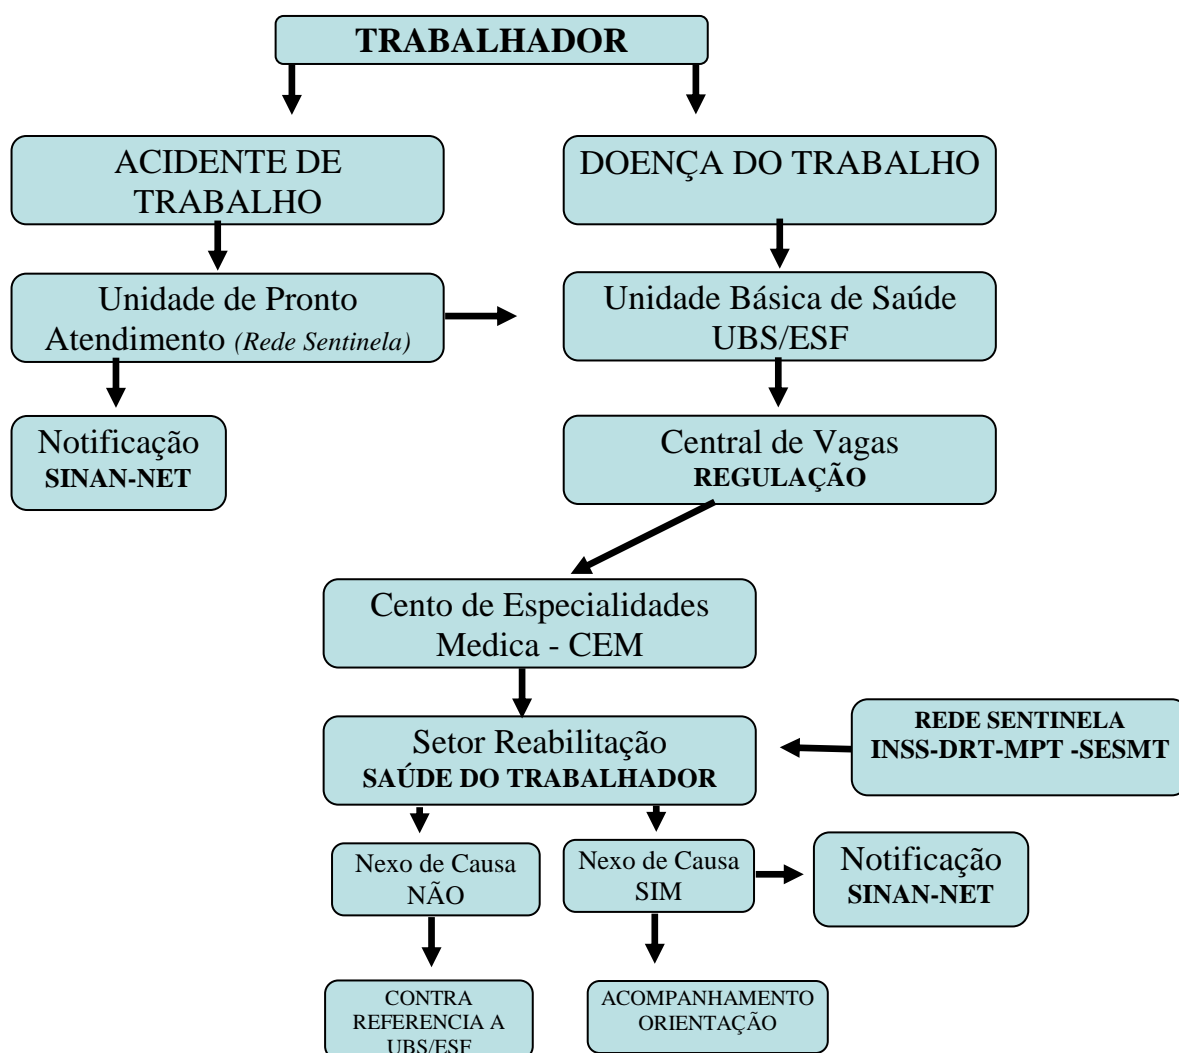 TRABALHADOR
ACIDENTE DE
TRABALHO
DOENÇA DO TRABALHO
Unidade de Pronto
Atendimento (Rede Sentinela)
Unidade Básica de Saúde
UBS/ESF
Notificação
SINAN-NET
Central de Vagas
REGULAÇÃO
Cento de Especialidades
Medica - CEM
Setor Reabilitação
SAÚDE DO TRABALHADOR
REDE SENTINELA
INSS-DRT-MPT -SESMT
Nexo de Causa
NÃO
Nexo de Causa
SIM
Notificação
SINAN-NET
CONTRA
REFERENCIA A
UBS/ESF
ACOMPANHAMENTO
ORIENTAÇÃO